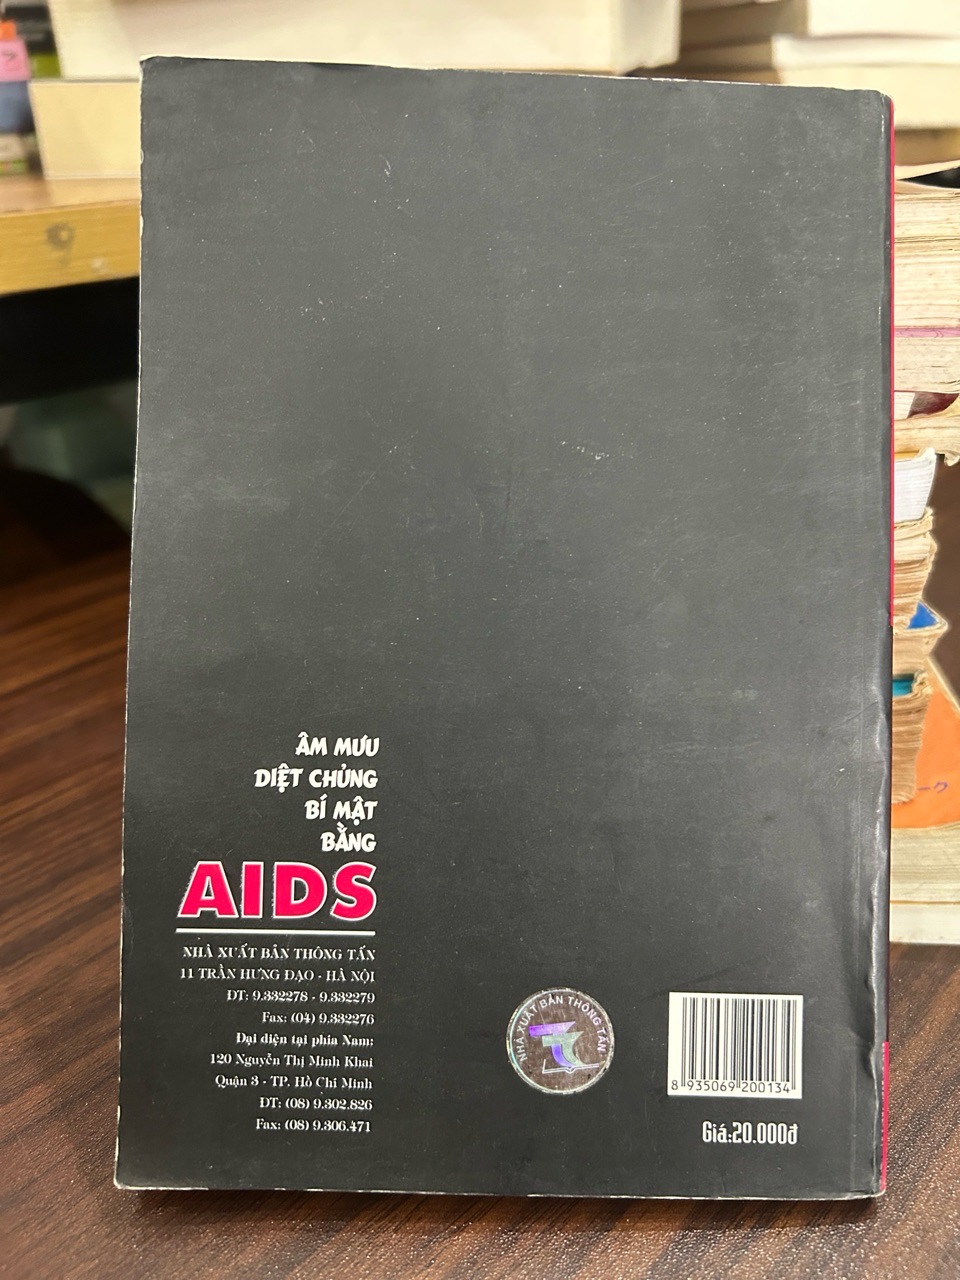 ÂM MƯU
DIỆT CHỦNG
BÍ MẬT
BẰNG
AIDS
NHÀ XUẤT BẢN THÔNG TẤN
11 TRẦN HƯNG ĐẠO - HÀ NỘI
ĐT: 9.332278 - 9.332279
Fax: (04) 9.332276
Đại diện tại phía Nam:
120 Nguyễn Thị Minh Khai
Quận 3 - TP. Hồ Chí Minh
ĐT: (08) 9.302.826
Fax: (08) 9.306.471
NHÀ XUẤT BẢN THÔNG TẤN
8 935069 200134
Giá:20.000đ